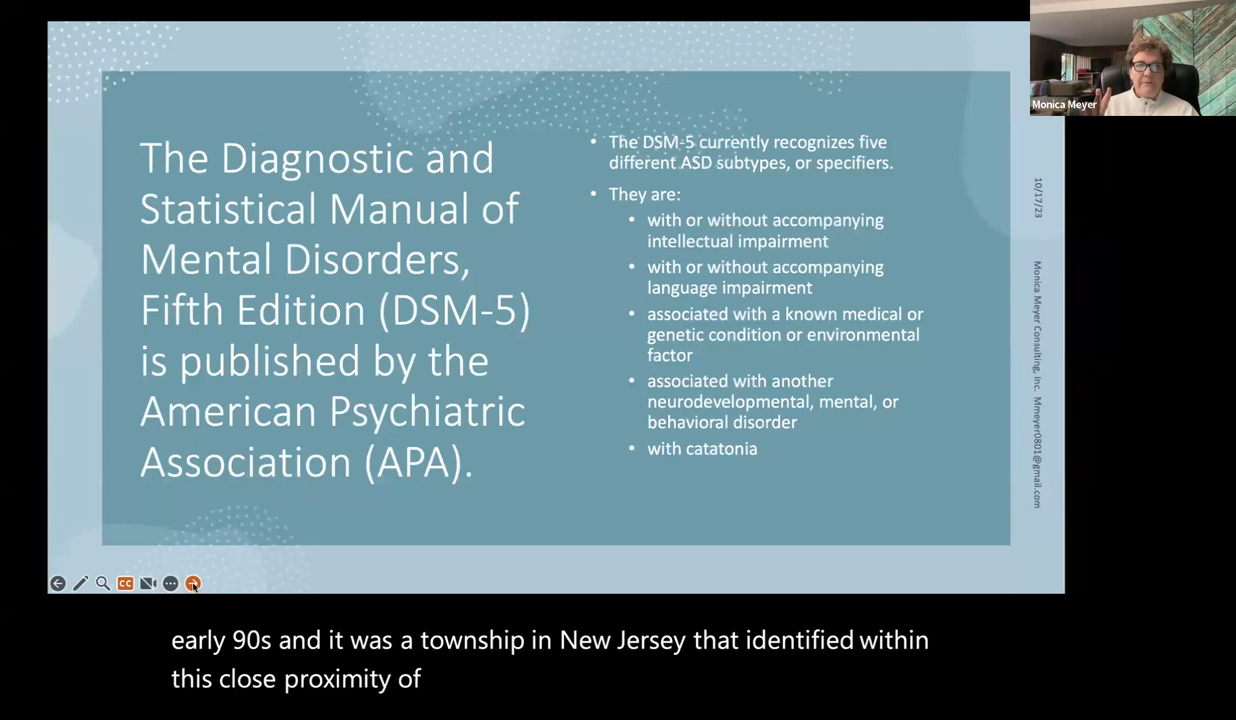 The Diagnostic and
Statistical Manual of
Mental Disorders,
Fifth Edition (DSM-5)
is published by the
American Psychiatric
Association (APA).
• The DSM-5 currently recognizes five
different ASD subtypes, or specifiers.
• They are:
• with or without accompanying
intellectual impairment
• with or without accompanying
language impairment
• associated with a known medical or
genetic condition or environmental
factor
• associated with another
neurodevelopmental, mental, or
behavioral disorder
• with catatonia
10/17/23
Monica Meyer Consulting, Inc. Mmeyer0801@gmail.com
Monica Meyer
CC
early 90s and it was a township in New Jersey that identified within
this close proximity of